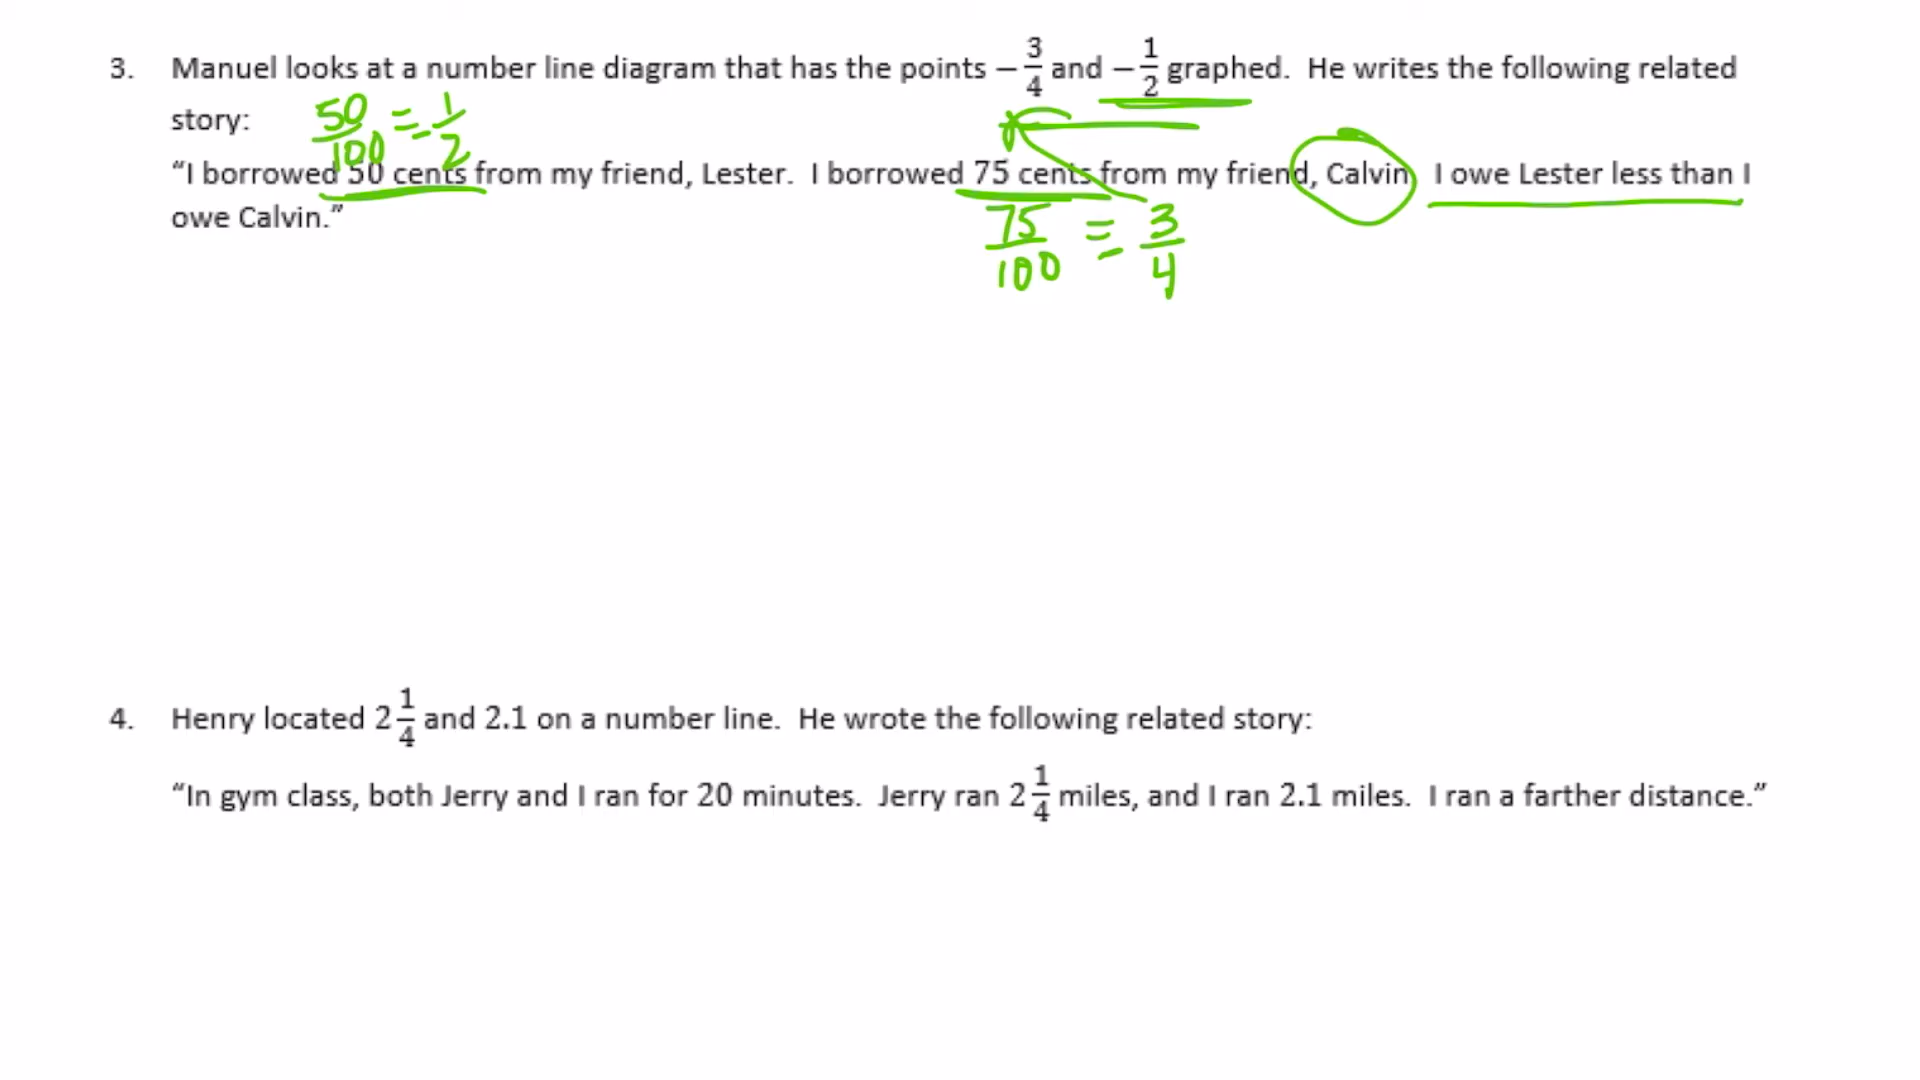 3. Manuel looks at a number line diagram that has the points −3/4 and −1/2 graphed. He writes the following related
story:
50/100 = 1/2
“I borrowed 50 cents from my friend, Lester. I borrowed 75 cents from my friend, Calvin. I owe Lester less than I
owe Calvin.”
75/100 = 3/4
4. Henry located 2 1/4 and 2.1 on a number line. He wrote the following related story:
“In gym class, both Jerry and I ran for 20 minutes. Jerry ran 2 1/4 miles, and I ran 2.1 miles. I ran a farther distance.”